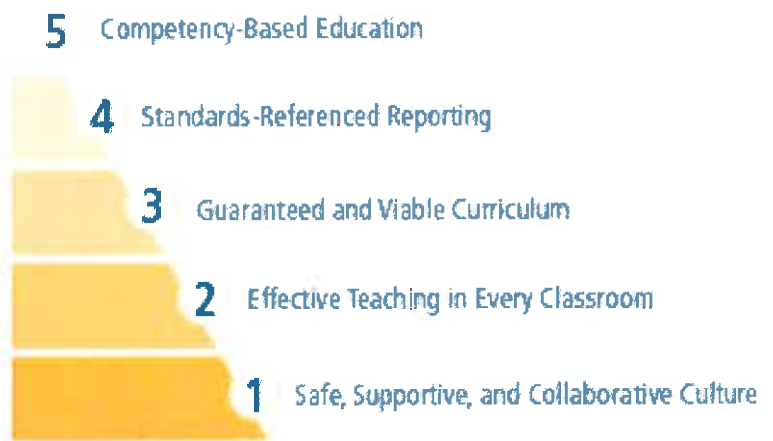 5 Competency-Based Education
4 Standards-Referenced Reporting
3 Guaranteed and Viable Curriculum
2 Effective Teaching in Every Classroom
1 Safe, Supportive, and Collaborative Culture